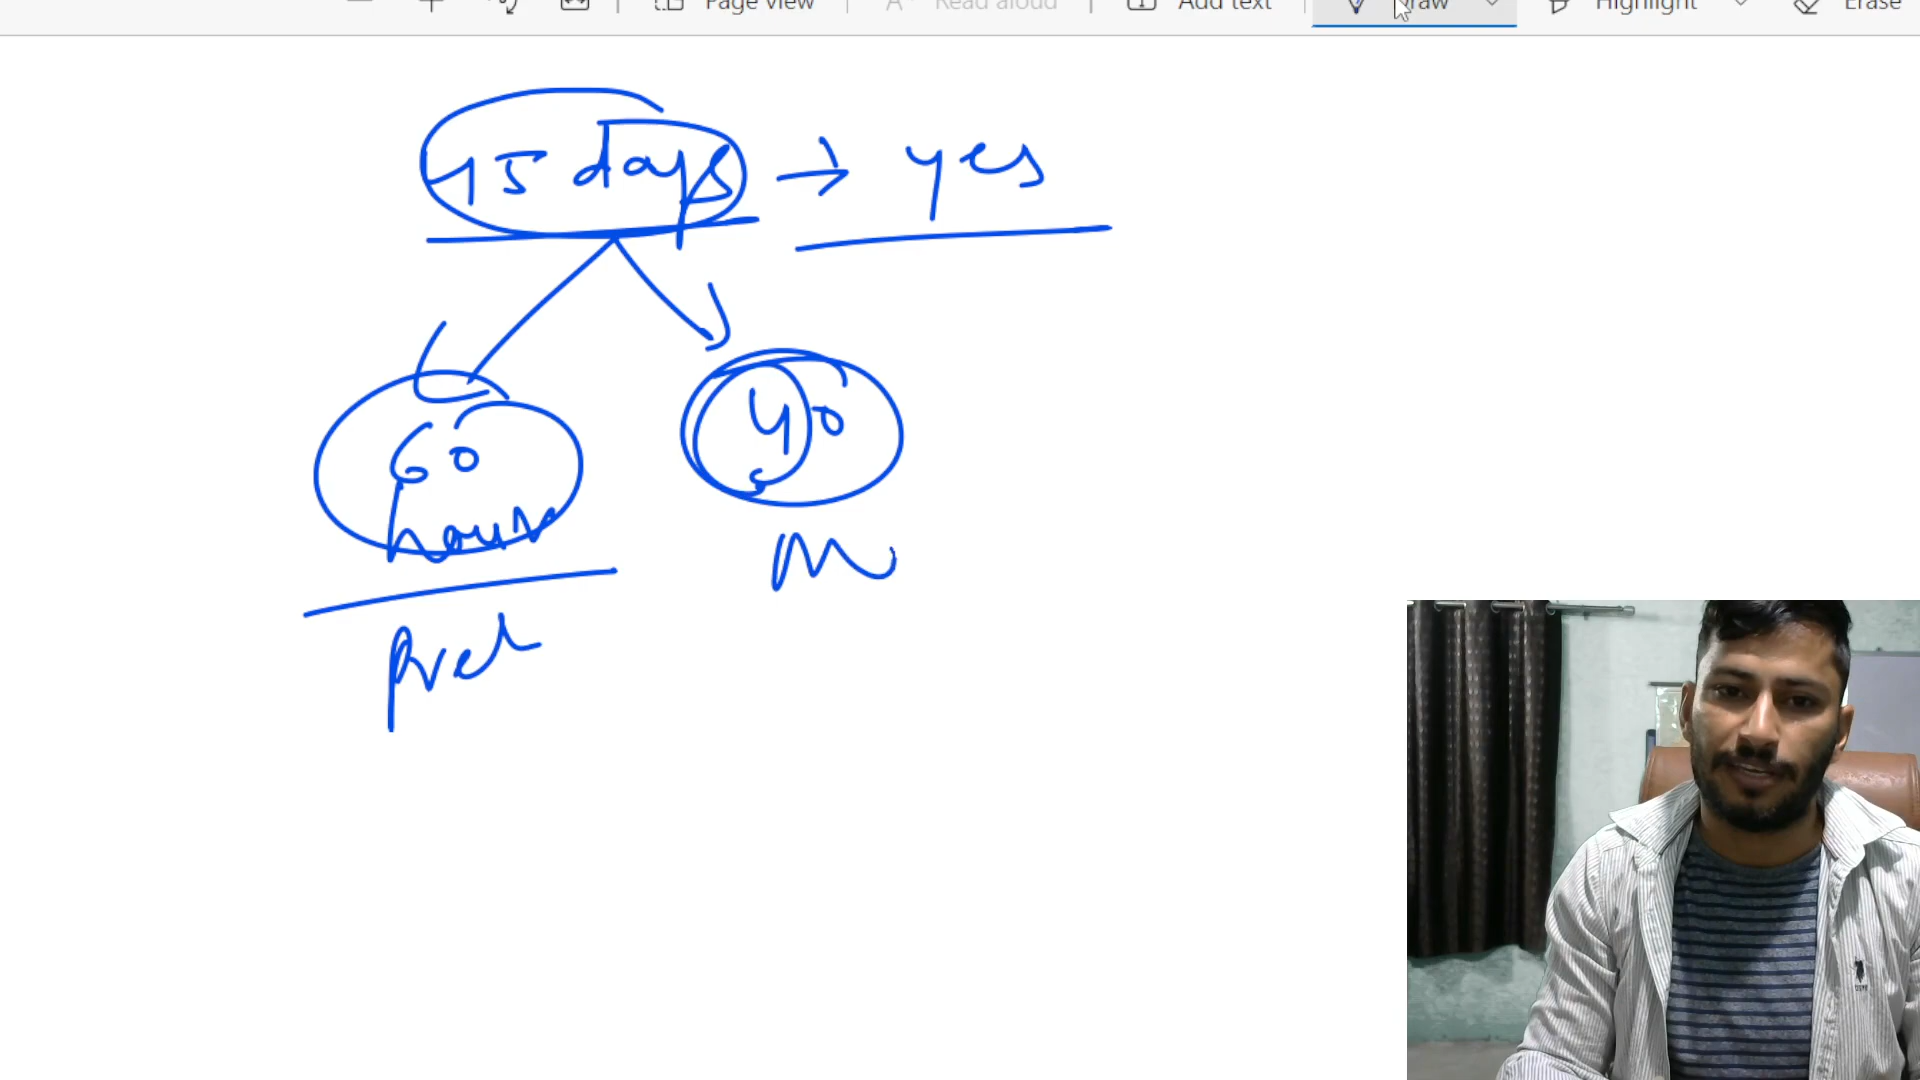 Page view Read aloud Add text Draw Highlight Erase
15 days → yes
60 40
hours
M
Prel